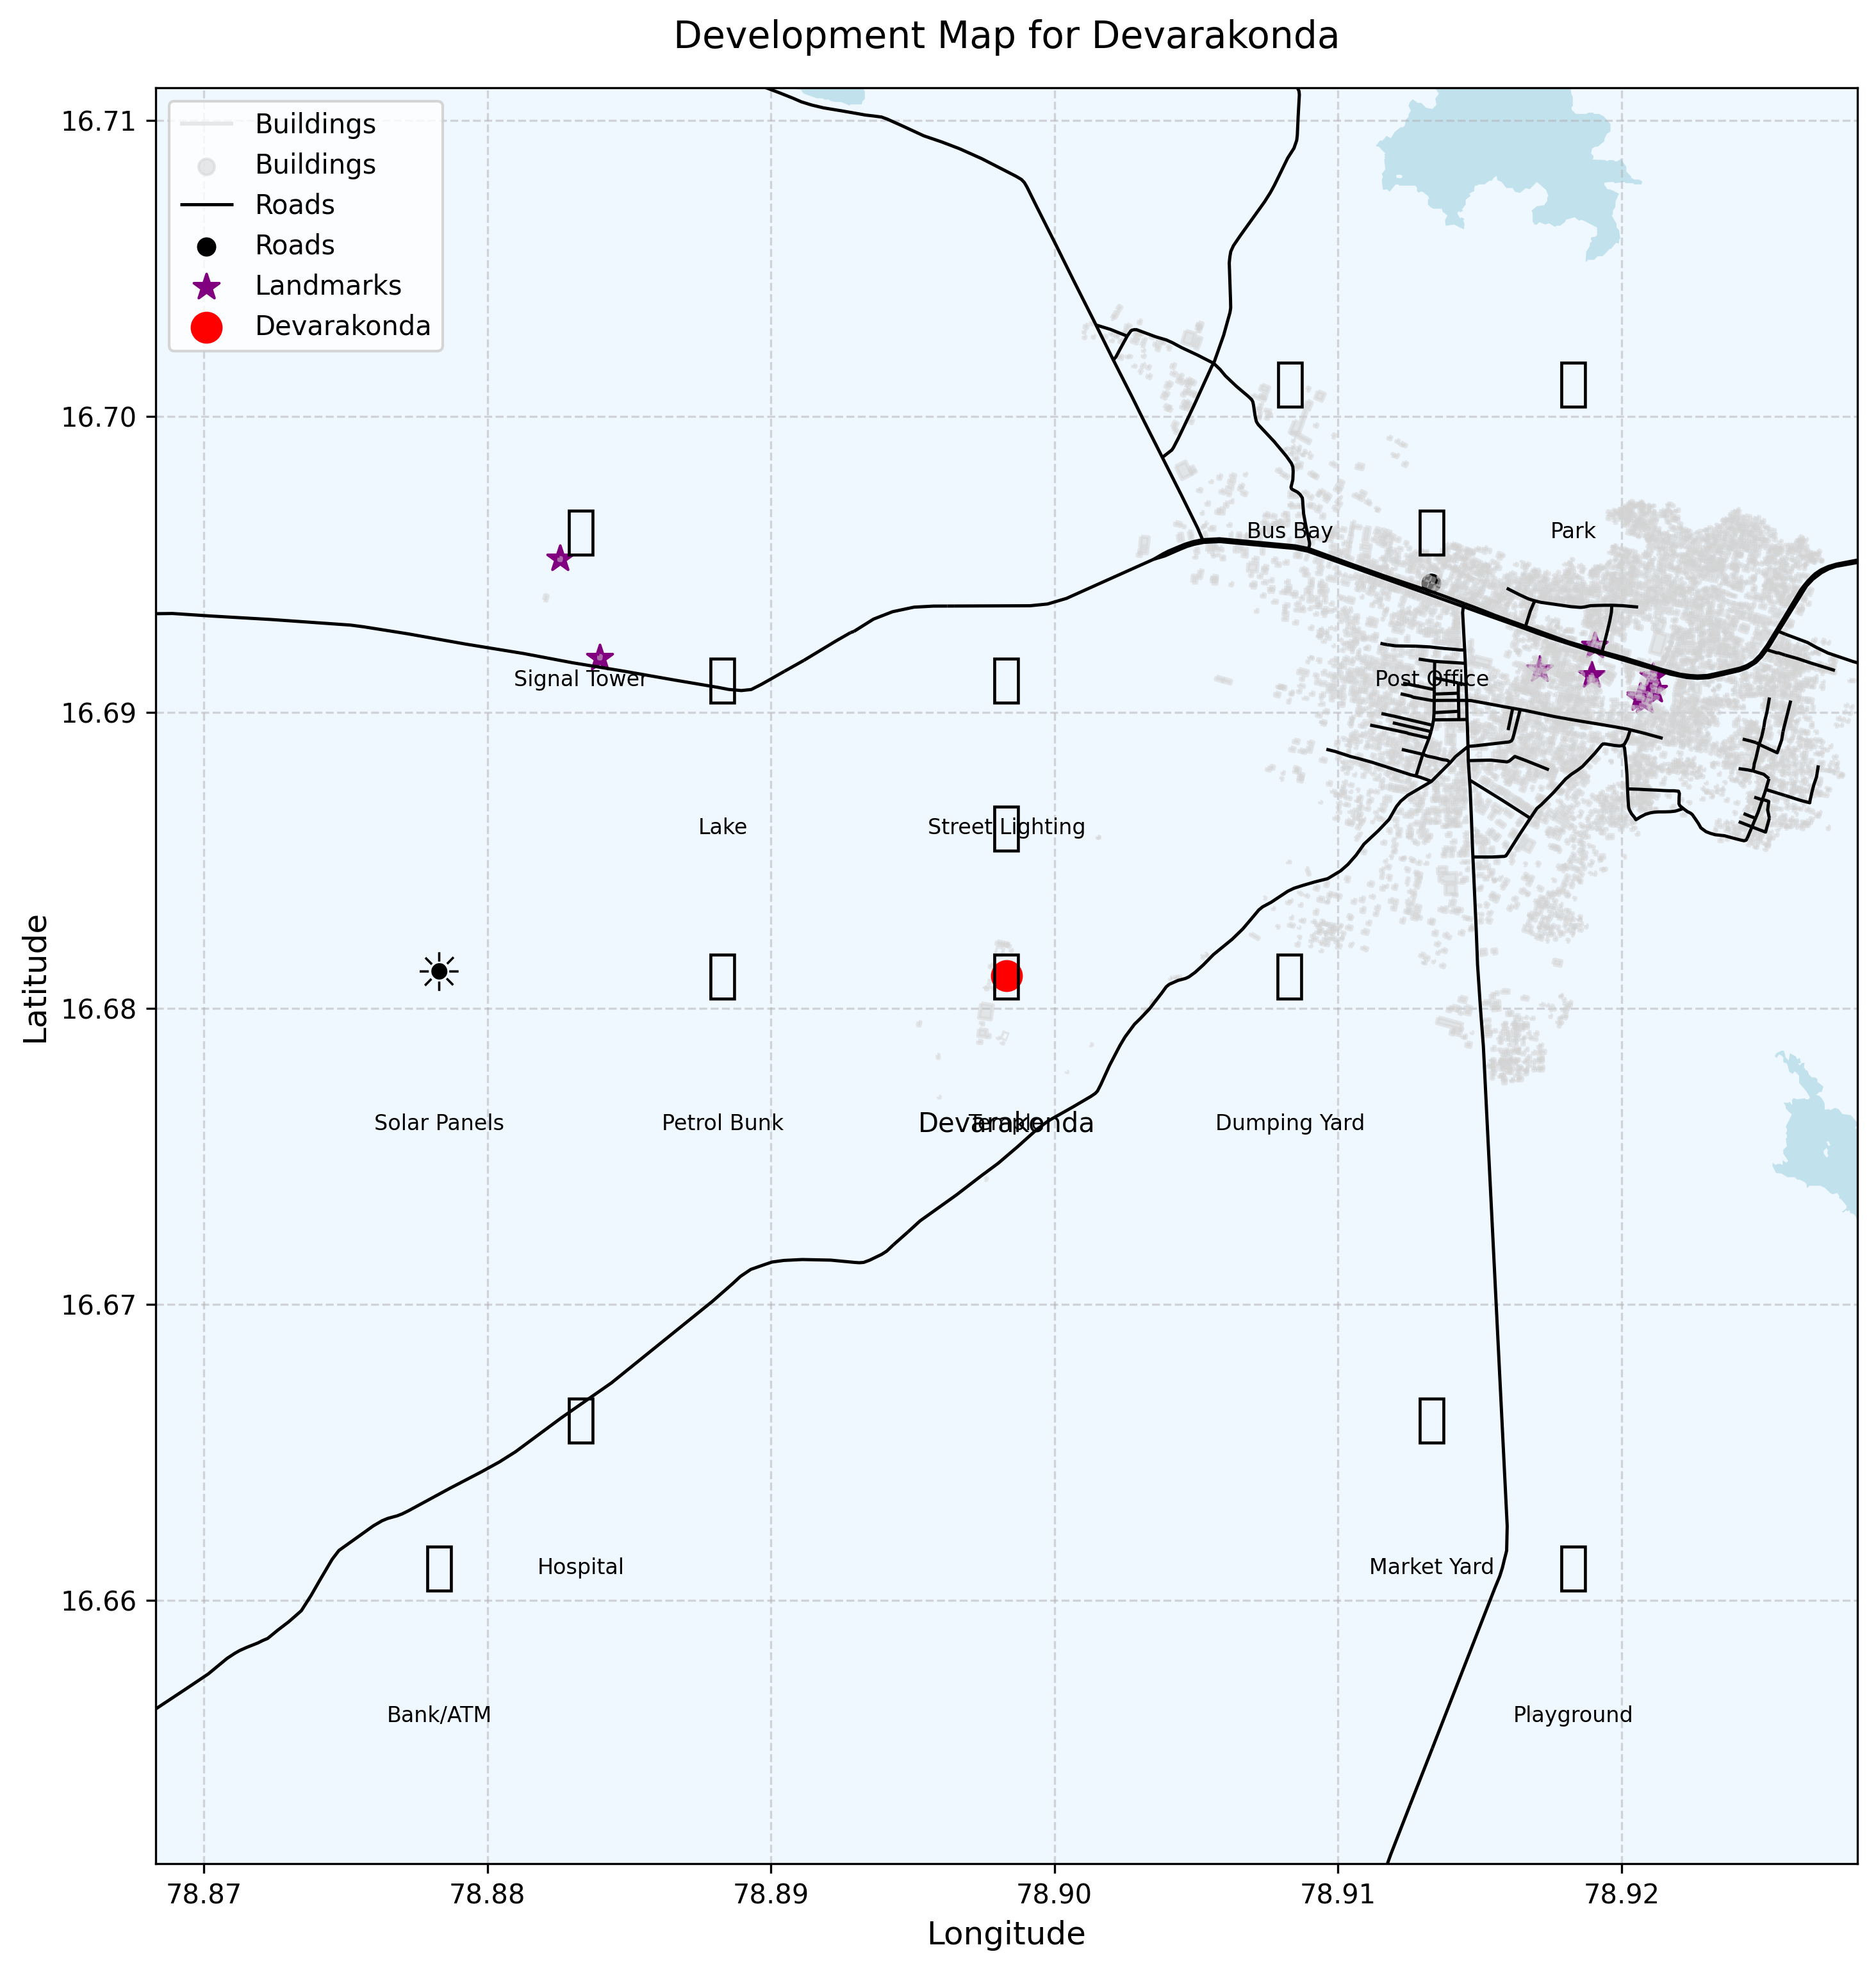 Development Map for Devarakonda
Buildings
Buildings
Roads
Roads
Landmarks
Devarakonda
16.71
16.70
16.69
16.68
16.67
16.66
Latitude
Bus Bay
Park
Signal Tower
Post Office
Lake
Street Lighting
Solar Panels
Petrol Bunk
Devarakonda
Temple
Dumping Yard
Hospital
Market Yard
Bank/ATM
Playground
78.87
78.88
78.89
78.90
78.91
78.92
Longitude